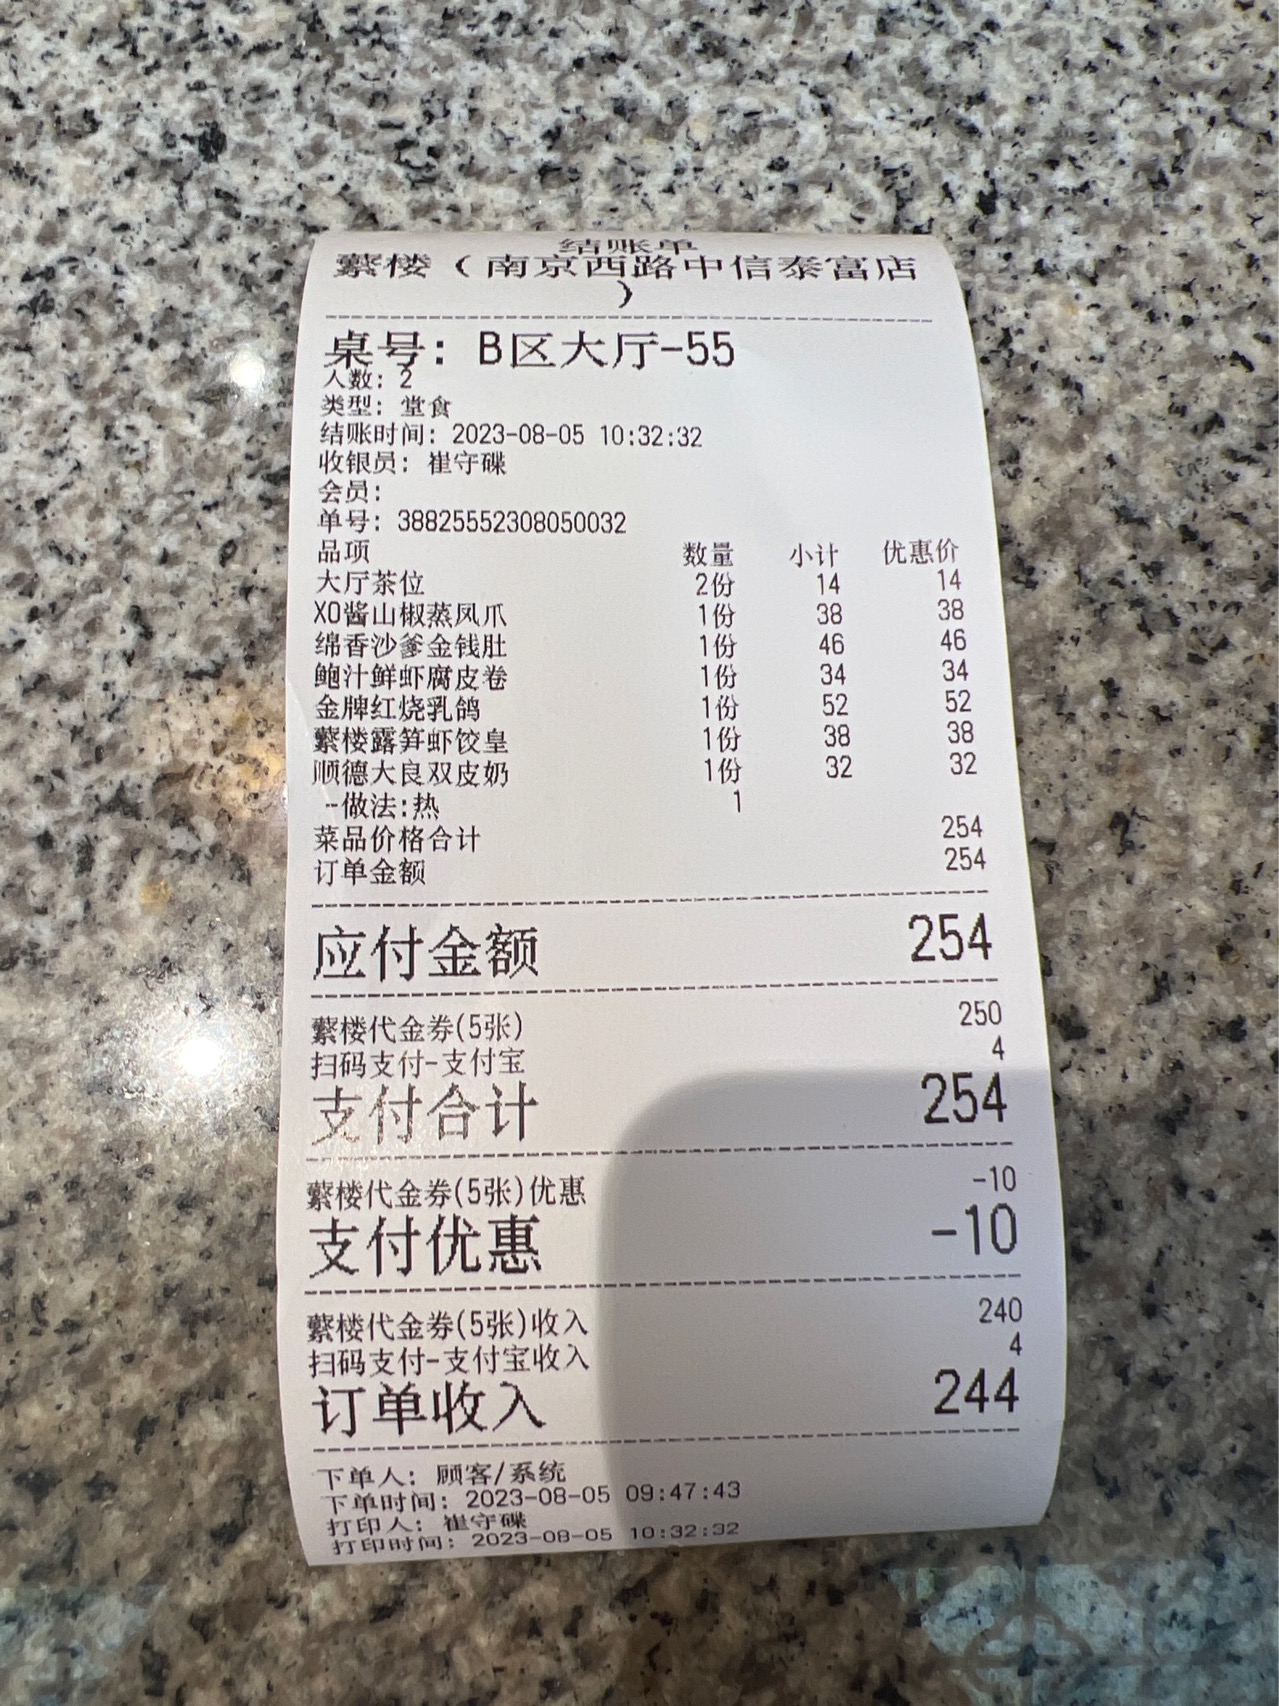 结账单
蘩楼（南京西路中信泰富店
）
桌号: B区大厅-55
人数: 2
类型: 堂食
结账时间: 2023-08-05 10:32:32
收银员: 崔守碟
会员:
单号: 38825552308050032
品项 数量 小计 优惠价
大厅茶位 2份 14 14
XO酱山椒蒸凤爪 1份 38 38
绵香沙爹金钱肚 1份 46 46
鲍汁鲜虾腐皮卷 1份 34 34
金牌红烧乳鸽 1份 52 52
蘩楼露笋虾饺皇 1份 38 38
顺德大良双皮奶 1份 32 32
-做法:热 1
菜品价格合计 254
订单金额 254
应付金额 254
蘩楼代金券(5张) 250
扫码支付-支付宝 4
支付合计 254
蘩楼代金券(5张)优惠 -10
支付优惠 -10
蘩楼代金券(5张)收入 240
扫码支付-支付宝收入 4
订单收入 244
下单人: 顾客/系统
下单时间: 2023-08-05 09:47:43
打印人: 崔守碟
打印时间: 2023-08-05 10:32:32